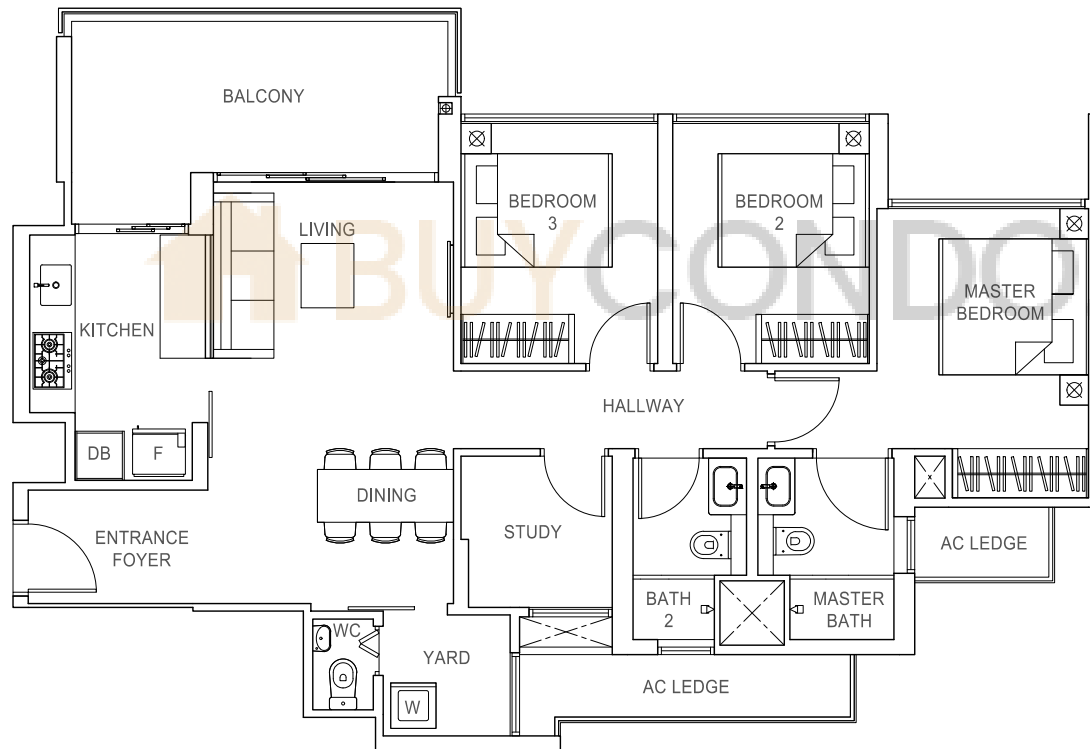 BALCONY
BEDROOM
3
BEDROOM
2
LIVING
BUYCONDO
MASTER
BEDROOM
KITCHEN
HALLWAY
DB
F
DINING
ENTRANCE
FOYER
STUDY
AC LEDGE
BATH
2
MASTER
BATH
WC
YARD
AC LEDGE
W